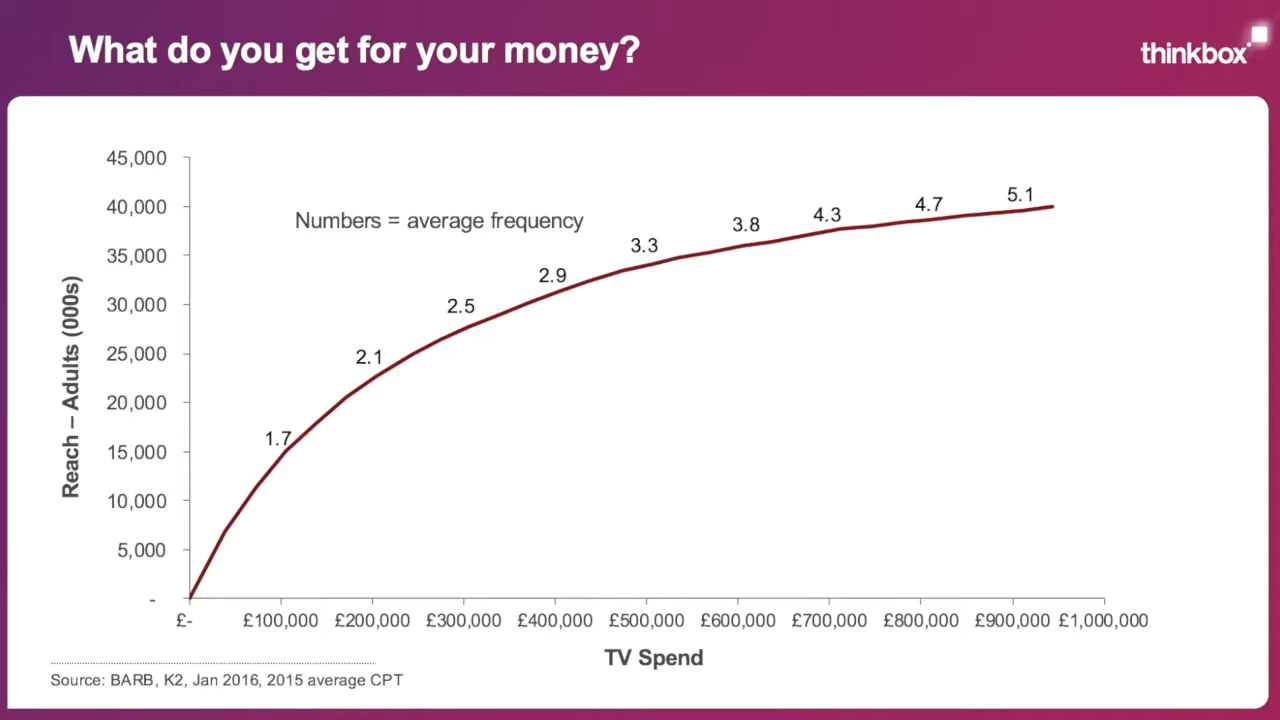 What do you get for your money?
thinkbox
45,000
40,000
35,000
30,000
25,000
20,000
15,000
10,000
5,000
-
Reach – Adults (000s)
Numbers = average frequency
1.7
2.1
2.5
2.9
3.3
3.8
4.3
4.7
5.1
£- £100,000 £200,000 £300,000 £400,000 £500,000 £600,000 £700,000 £800,000 £900,000 £1,000,000
TV Spend
Source: BARB, K2, Jan 2016, 2015 average CPT